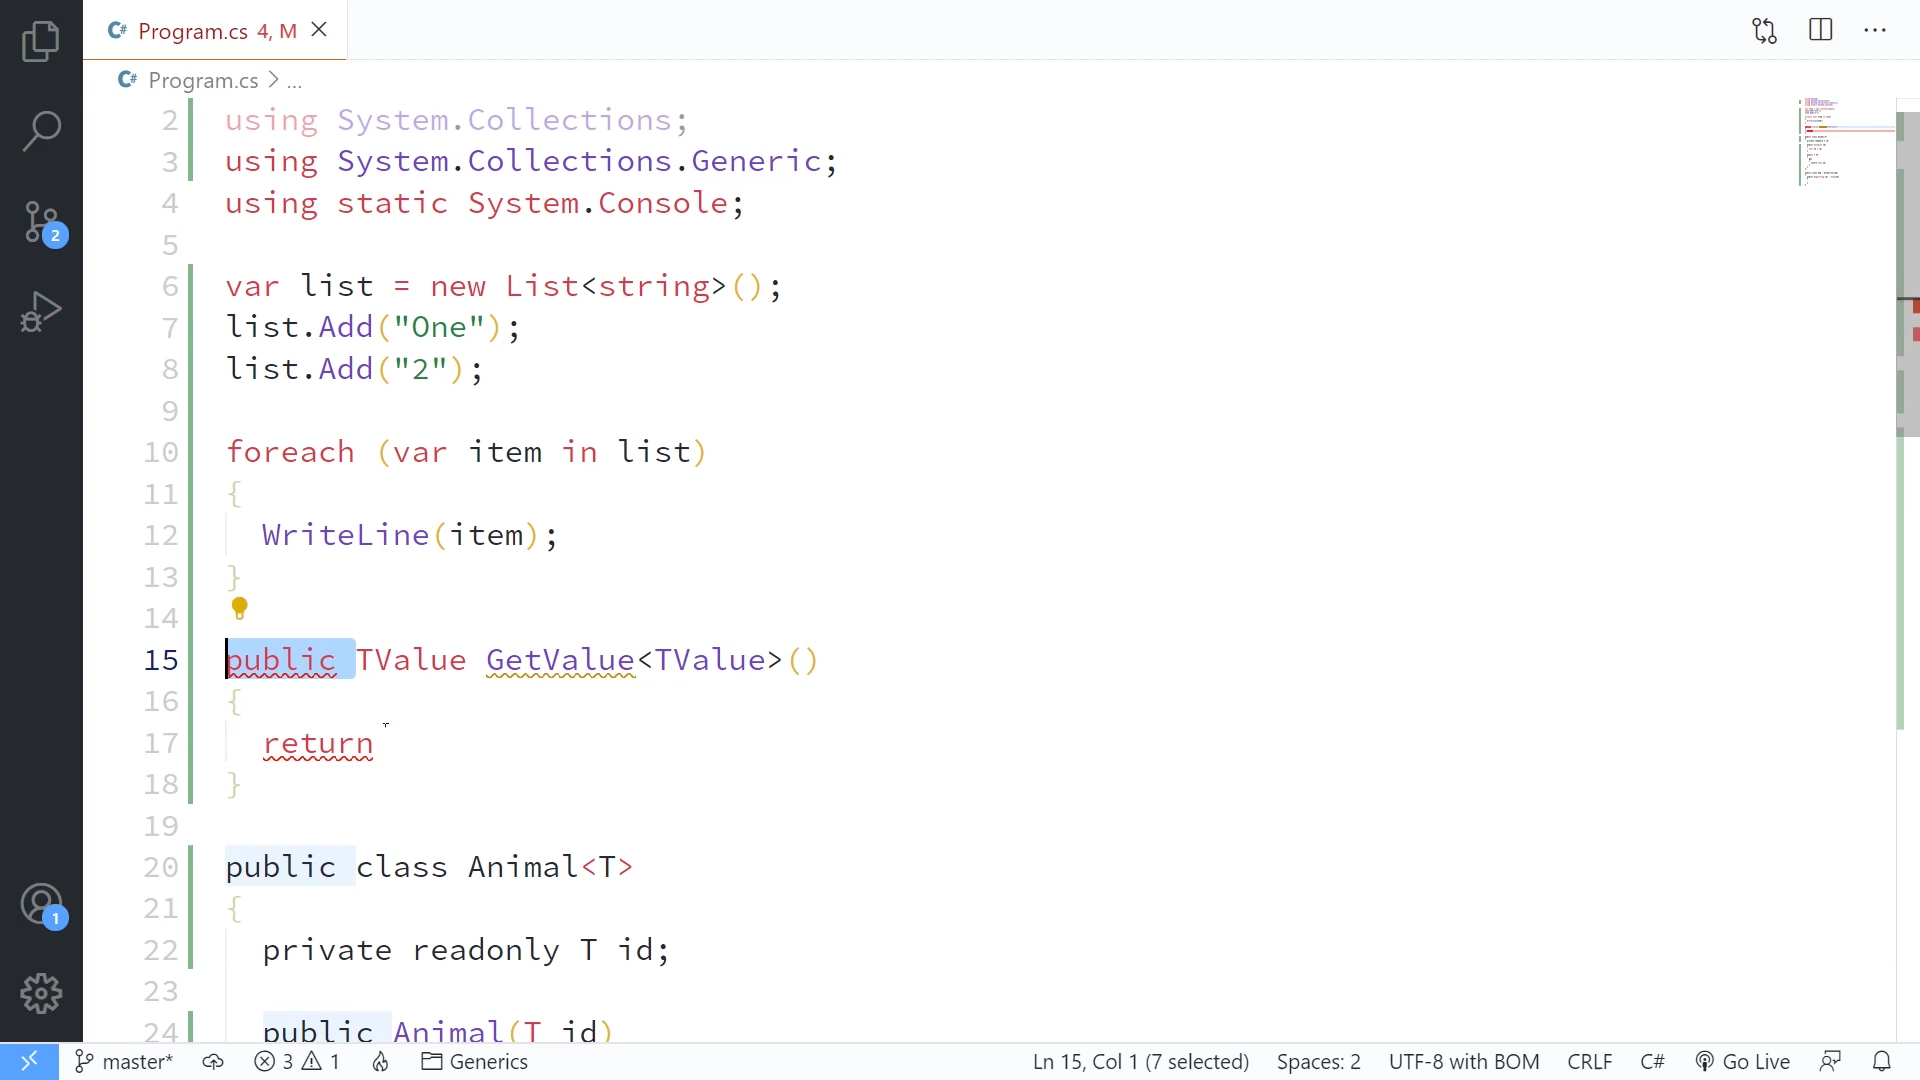 C# Program.cs 4, M
C# Program.cs > ...
2 using System.Collections;
3 using System.Collections.Generic;
4 using static System.Console;
5
6 var list = new List<string>();
7 list.Add("One");
8 list.Add("2");
9
10 foreach (var item in list)
11 {
12 WriteLine(item);
13 }
14
15 public TValue GetValue<TValue>()
16 {
17 return
18 }
19
20 public class Animal<T>
21 {
22 private readonly T id;
23
24 public Animal(T id)
2
1
master* 3 1 Generics Ln 15, Col 1 (7 selected) Spaces: 2 UTF-8 with BOM CRLF C# Go Live